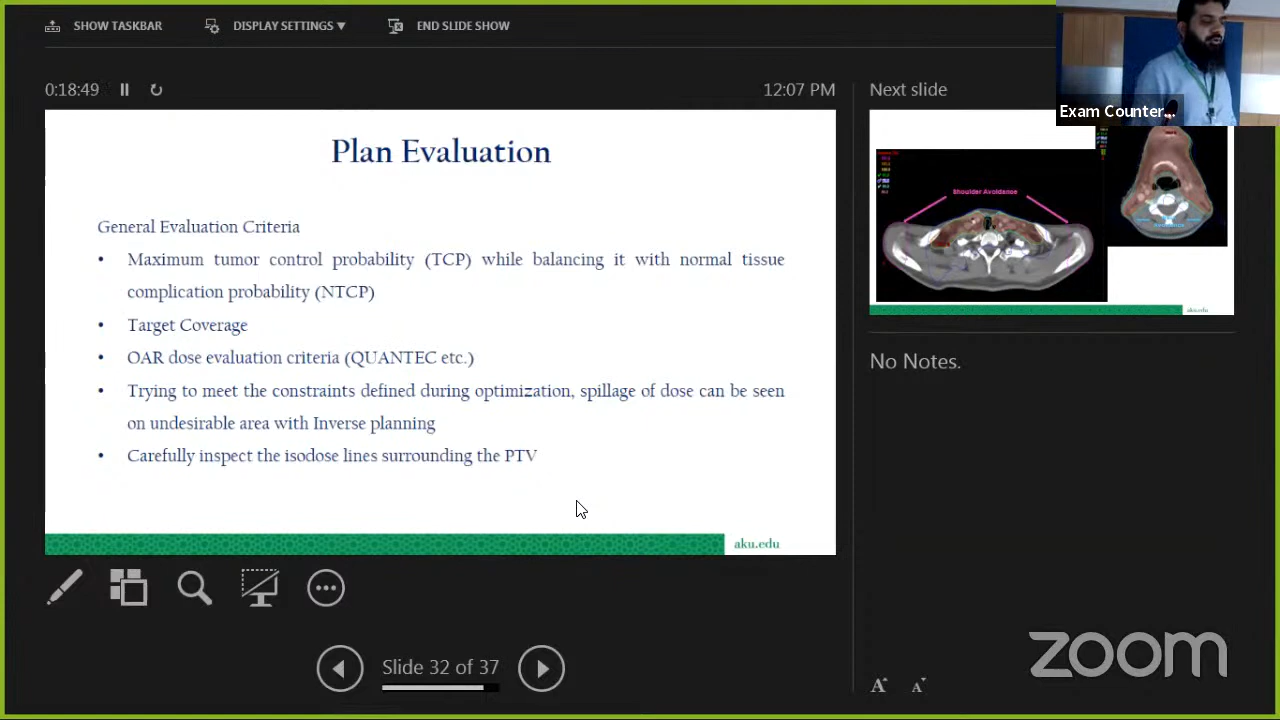 SHOW TASKBAR
DISPLAY SETTINGS
END SLIDE SHOW
Exam Counter...
0:18:49
12:07 PM
Next slide
Plan Evaluation
General Evaluation Criteria
• Maximum tumor control probability (TCP) while balancing it with normal tissue
complication probability (NTCP)
• Target Coverage
• OAR dose evaluation criteria (QUANTEC etc.)
• Trying to meet the constraints defined during optimization, spillage of dose can be seen
on undesirable area with Inverse planning
• Carefully inspect the isodose lines surrounding the PTV
aku.edu
Shoulder Avoidance
aku.edu
No Notes.
Slide 32 of 37
A A
zoom